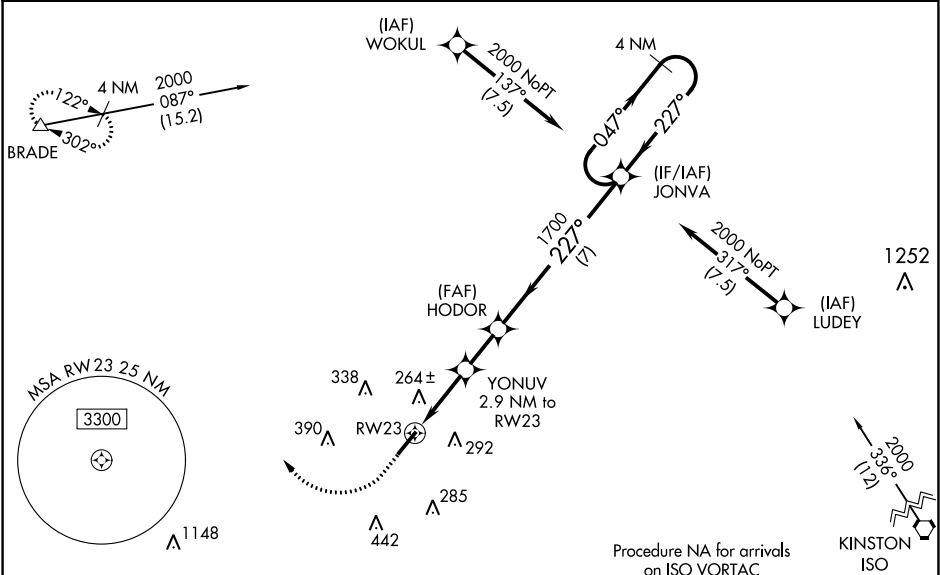 (IAF)
WOKUL
2000 NoPT
137°
(7.5)
4 NM
047°
227°
(IF/IAF)
JONVA
4 NM
2000
087°
(15.2)
122°
302°
BRADE
1700
227°
(7)
2000 NoPT
317°
(7.5)
(IAF)
LUDEY
1252
(FAF)
HODOR
YONUV
2.9 NM to
RW23
338
264±
390
RW23
292
285
442
MSA RW23 25 NM
3300
1148
2000
336°
(12)
KINSTON
ISO
Procedure NA for arrivals
on ISO VORTAC